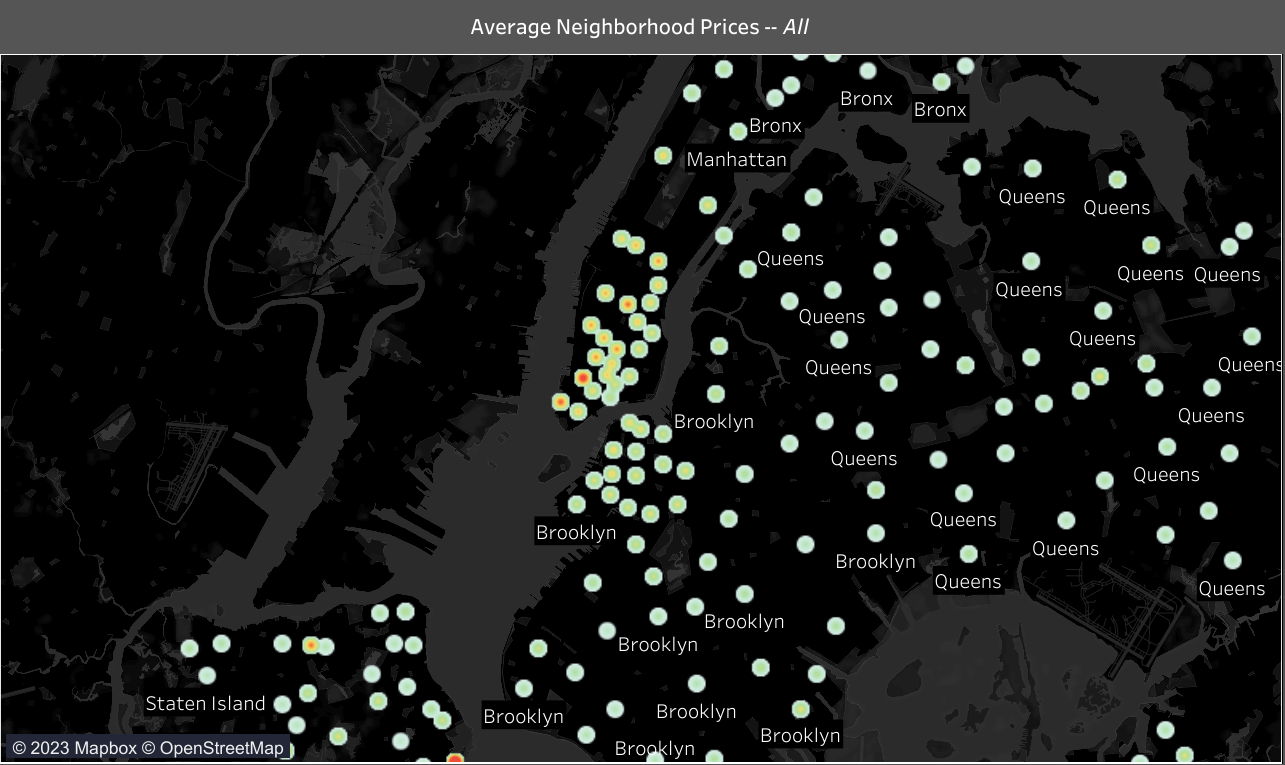 Average Neighborhood Prices -- All
Bronx
Bronx
Bronx
Manhattan
Queens
Queens
Queens
Queens
Queens
Queens
Queens
Queens
Queens
Queens
Queens
Brooklyn
Queens
Queens
Queens
Brooklyn
Queens
Brooklyn
Queens
Queens
Queens
Brooklyn
Brooklyn
Staten Island
Brooklyn
Brooklyn
Brooklyn
Brooklyn
© 2023 Mapbox © OpenStreetMap